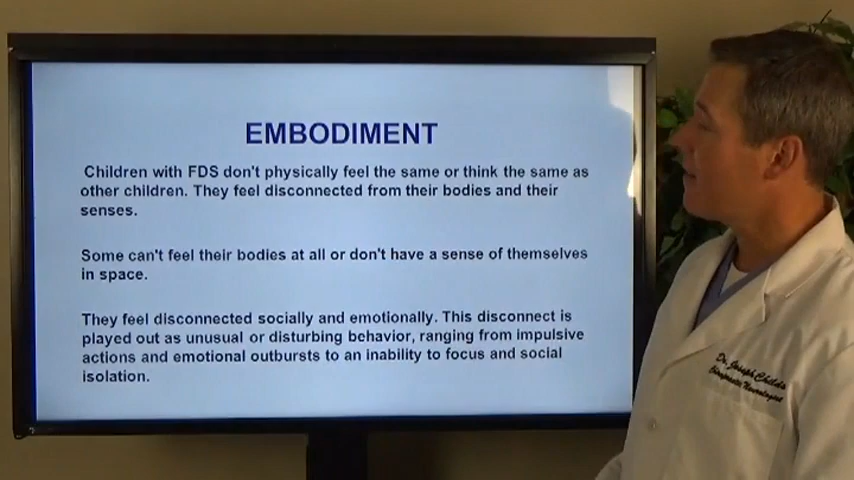 EMBODIMENT
Children with FDS don't physically feel the same or think the same as
other children. They feel disconnected from their bodies and their
senses.
Some can't feel their bodies at all or don't have a sense of themselves
in space.
They feel disconnected socially and emotionally. This disconnect is
played out as unusual or disturbing behavior, ranging from impulsive
actions and emotional outbursts to an inability to focus and social
isolation.
Dr. Joseph Childs
Chiropractic Neurologist